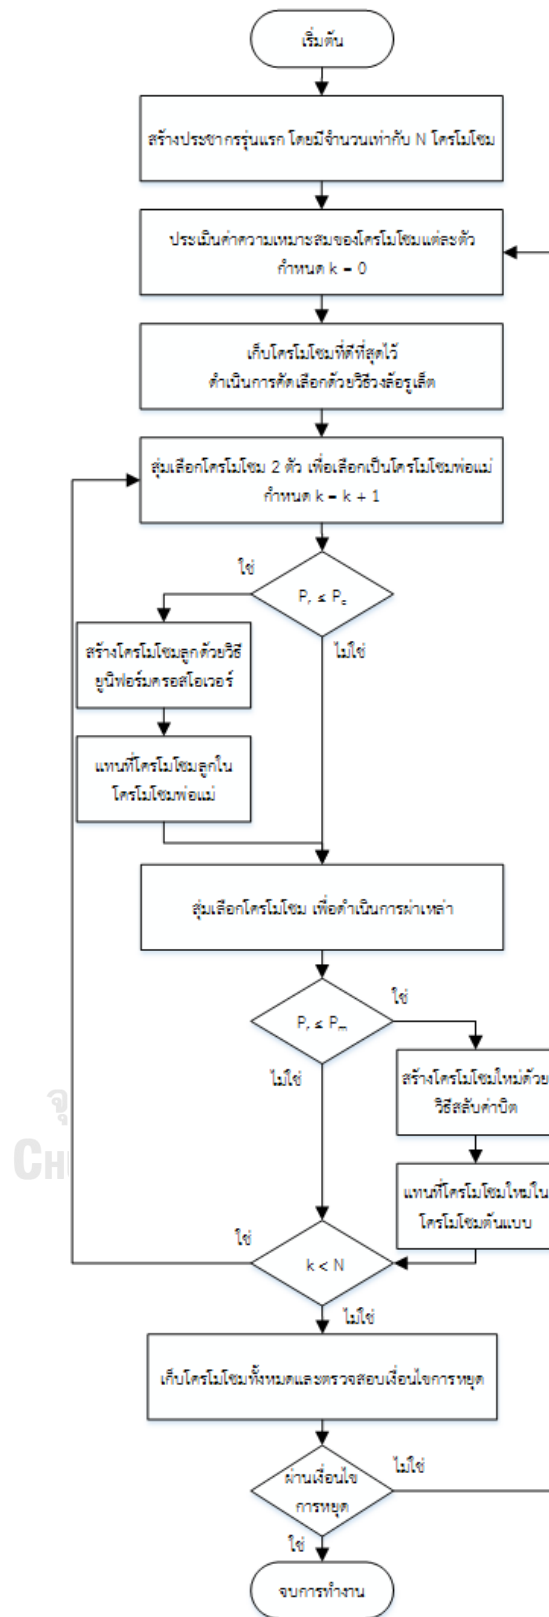 เริ่มต้น
สร้างประชากรรุ่นแรก โดยมีจำนวนเท่ากับ N โครโมโซม
ประเมินค่าความเหมาะสมของโครโมโซมแต่ละตัว
กำหนด k = 0
เก็บโครโมโซมที่ดีที่สุดไว้
ดำเนินการคัดเลือกด้วยวิธีวงล้อรูเล็ต
สุ่มเลือกโครโมโซม 2 ตัว เพื่อเลือกเป็นโครโมโซมพ่อแม่
กำหนด k = k + 1
ใช่
Pᵣ ≤ P꜀
ไม่ใช่
สร้างโครโมโซมลูกด้วยวิธี
ยูนิฟอร์มครอสโอเวอร์
แทนที่โครโมโซมลูกใน
โครโมโซมพ่อแม่
สุ่มเลือกโครโมโซม เพื่อดำเนินการผ่าเหล่า
ใช่
Pᵣ ≤ Pₘ
ไม่ใช่
สร้างโครโมโซมใหม่ด้วย
วิธีสลับค่าบิต
จุ
CH
แทนที่โครโมโซมใหม่ใน
โครโมโซมต้นแบบ
ใช่
k < N
ไม่ใช่
เก็บโครโมโซมทั้งหมดและตรวจสอบเงื่อนไขการหยุด
ผ่านเงื่อนไข
การหยุด
ไม่ใช่
ใช่
จบการทำงาน